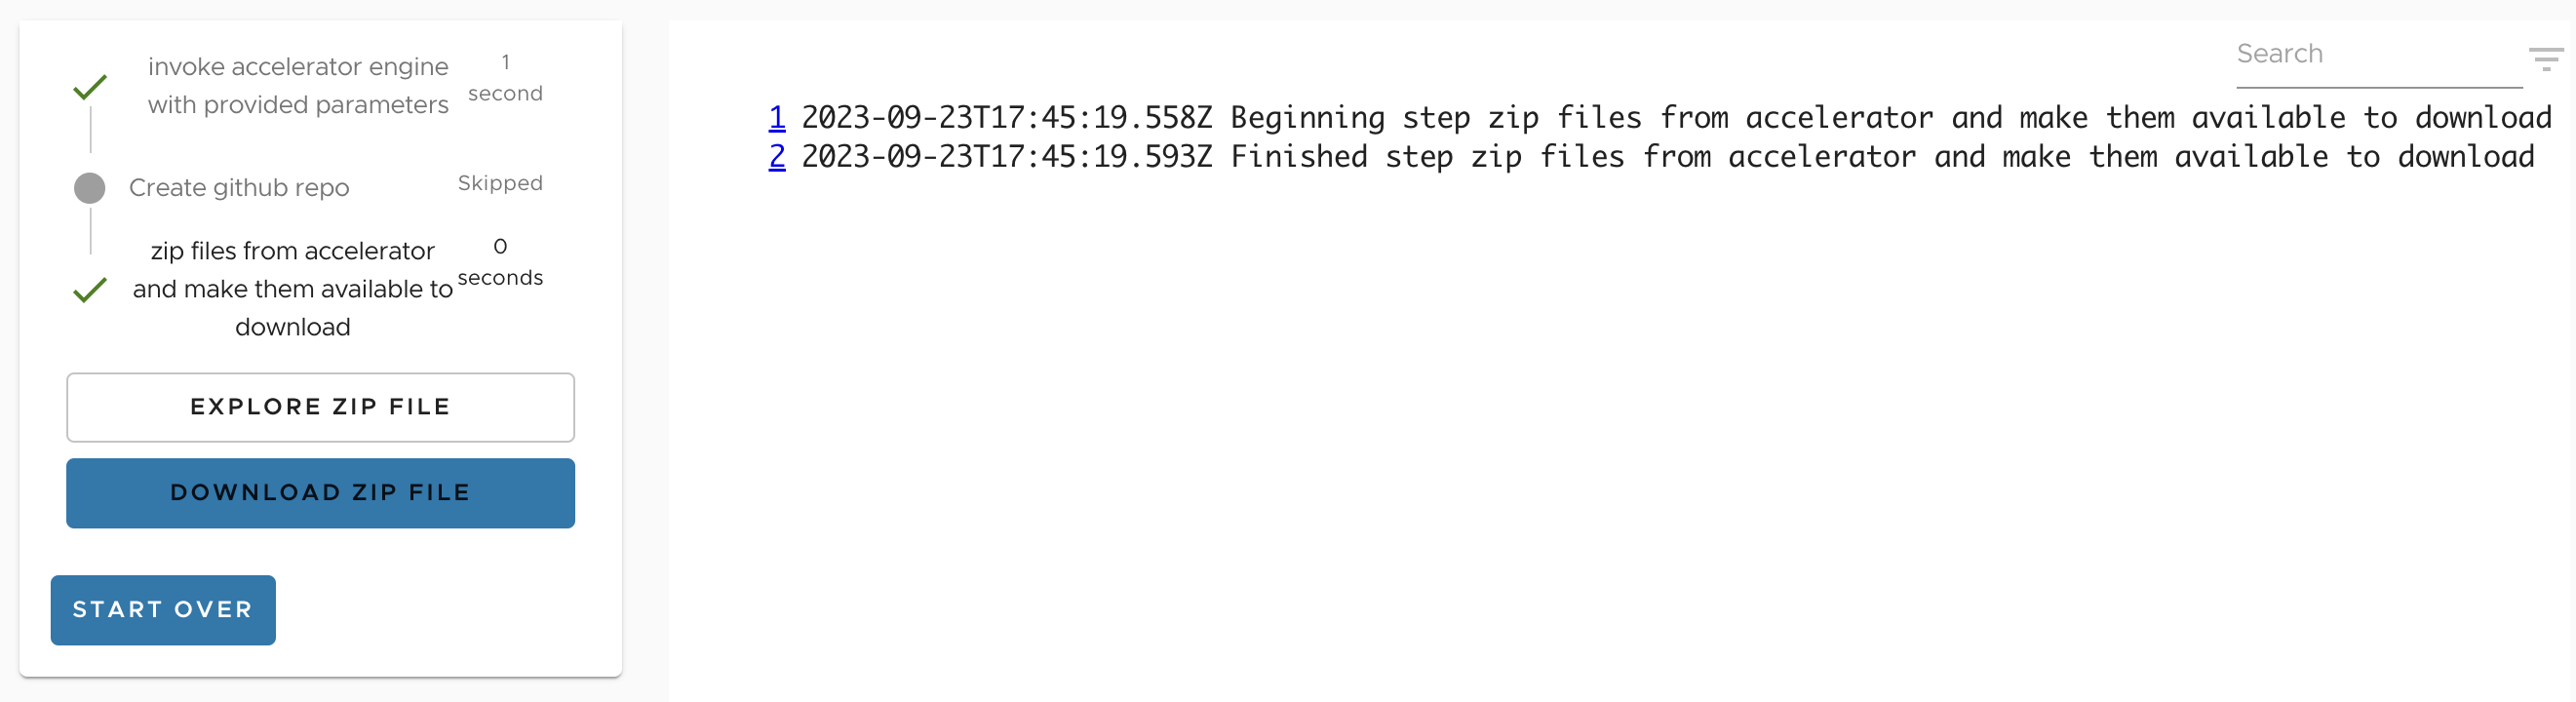 invoke accelerator engine
with provided parameters
1
second
Create github repo
Skipped
zip files from accelerator
and make them available to
download
0
seconds
EXPLORE ZIP FILE
DOWNLOAD ZIP FILE
START OVER
Search
1 2023-09-23T17:45:19.558Z Beginning step zip files from accelerator and make them available to download
2 2023-09-23T17:45:19.593Z Finished step zip files from accelerator and make them available to download